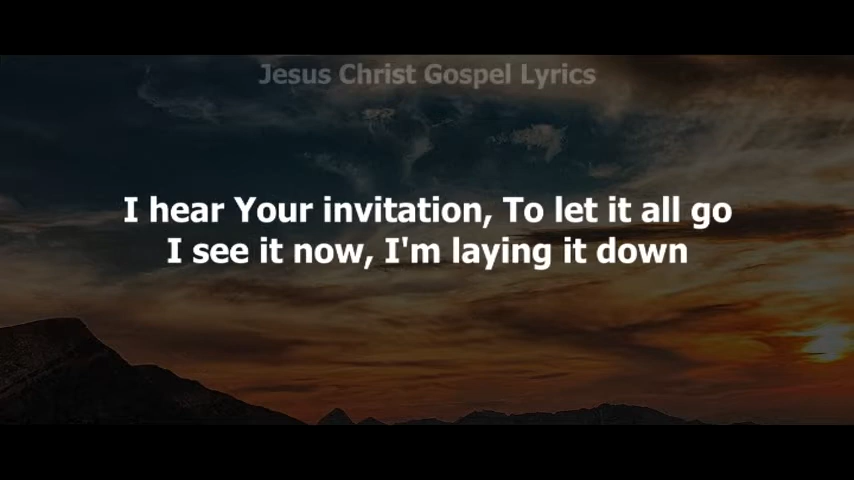 Jesus Christ Gospel Lyrics
I hear Your invitation, To let it all go
I see it now, I'm laying it down